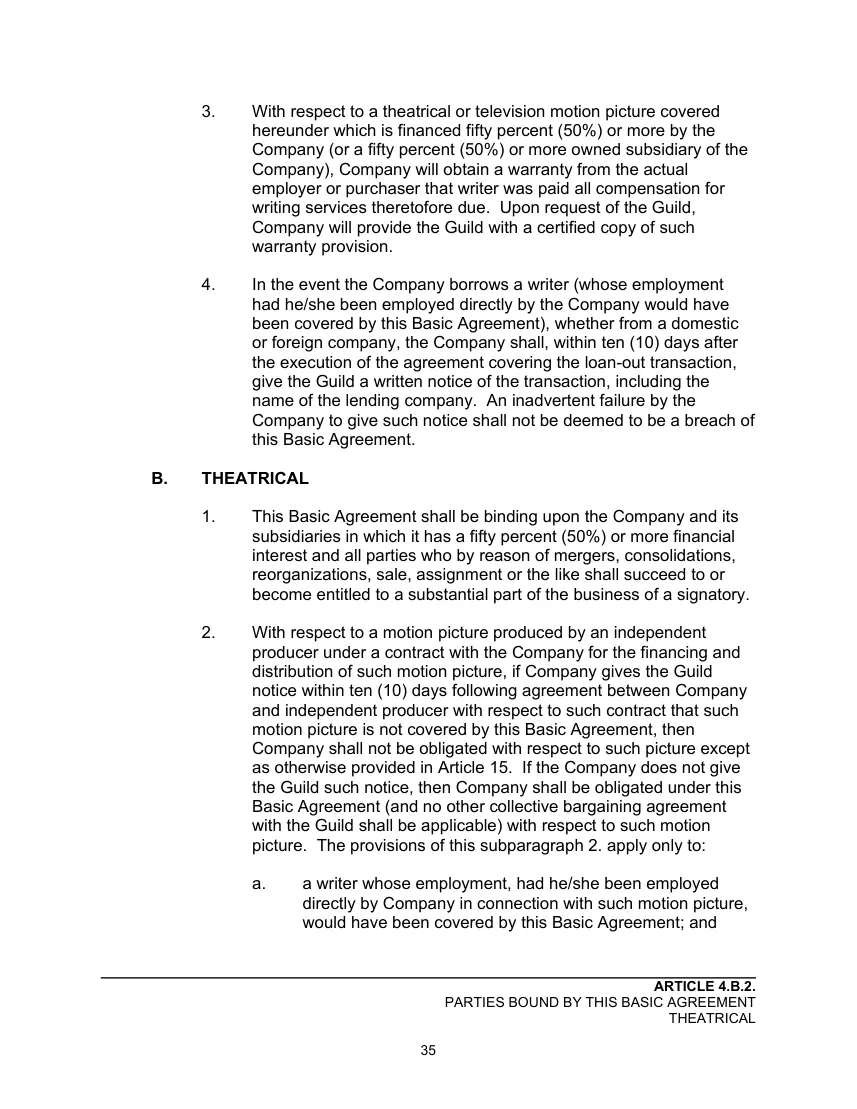 3. With respect to a theatrical or television motion picture covered
hereunder which is financed fifty percent (50%) or more by the
Company (or a fifty percent (50%) or more owned subsidiary of the
Company), Company will obtain a warranty from the actual
employer or purchaser that writer was paid all compensation for
writing services theretofore due.  Upon request of the Guild,
Company will provide the Guild with a certified copy of such
warranty provision.
4. In the event the Company borrows a writer (whose employment
had he/she been employed directly by the Company would have
been covered by this Basic Agreement), whether from a domestic
or foreign company, the Company shall, within ten (10) days after
the execution of the agreement covering the loan-out transaction,
give the Guild a written notice of the transaction, including the
name of the lending company.  An inadvertent failure by the
Company to give such notice shall not be deemed to be a breach of
this Basic Agreement.
B. THEATRICAL
1. This Basic Agreement shall be binding upon the Company and its
subsidiaries in which it has a fifty percent (50%) or more financial
interest and all parties who by reason of mergers, consolidations,
reorganizations, sale, assignment or the like shall succeed to or
become entitled to a substantial part of the business of a signatory.
2. With respect to a motion picture produced by an independent
producer under a contract with the Company for the financing and
distribution of such motion picture, if Company gives the Guild
notice within ten (10) days following agreement between Company
and independent producer with respect to such contract that such
motion picture is not covered by this Basic Agreement, then
Company shall not be obligated with respect to such picture except
as otherwise provided in Article 15.  If the Company does not give
the Guild such notice, then Company shall be obligated under this
Basic Agreement (and no other collective bargaining agreement
with the Guild shall be applicable) with respect to such motion
picture.  The provisions of this subparagraph 2. apply only to:
a. a writer whose employment, had he/she been employed
directly by Company in connection with such motion picture,
would have been covered by this Basic Agreement; and
ARTICLE 4.B.2.
PARTIES BOUND BY THIS BASIC AGREEMENT
THEATRICAL
35